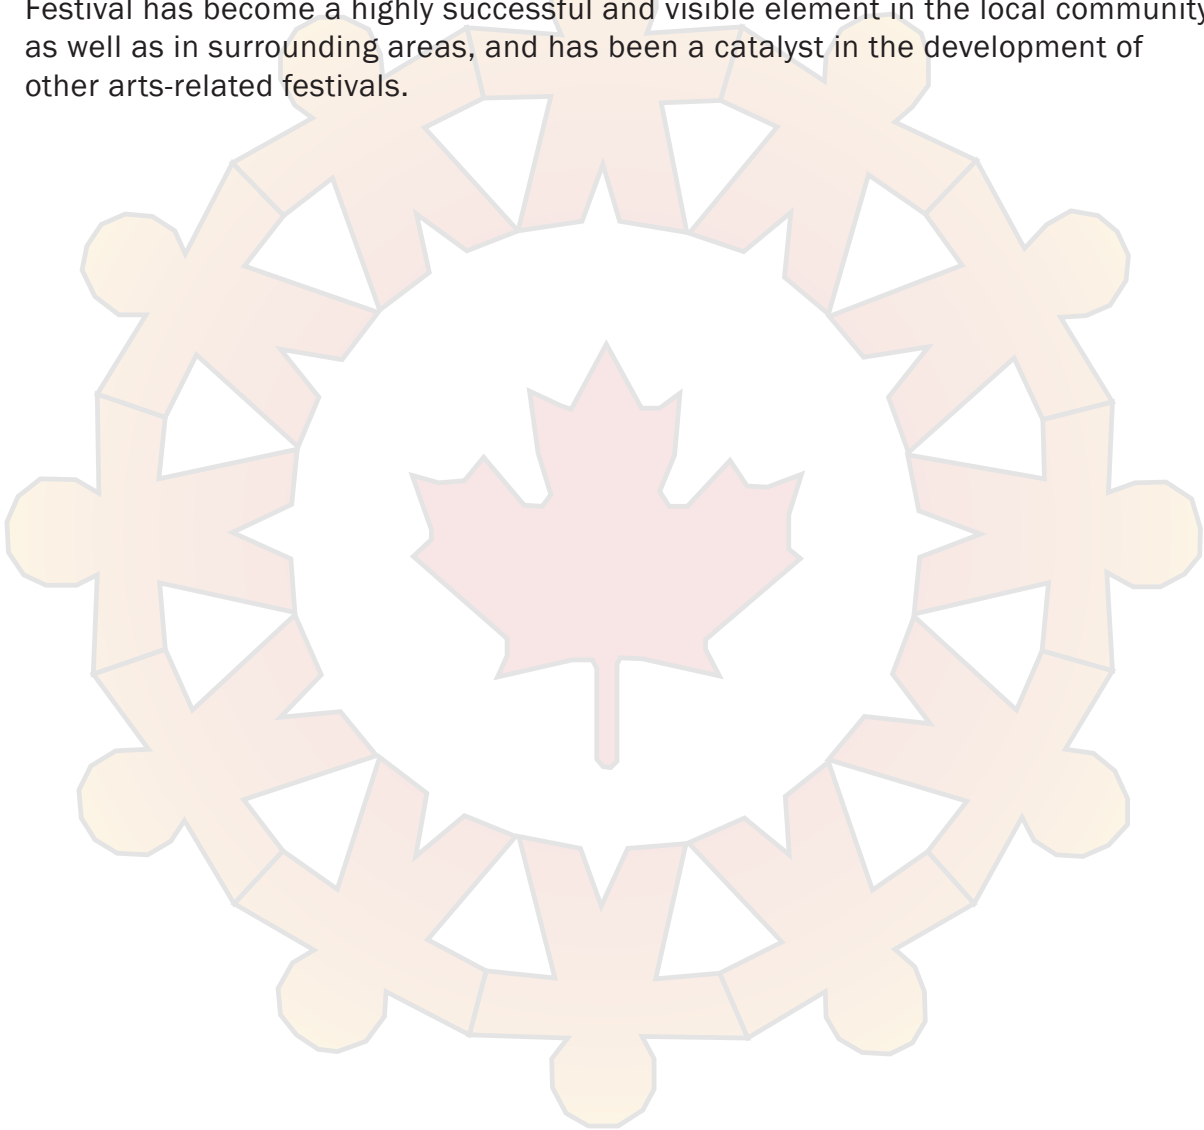 Festival has become a highly successful and visible element in the local community
as well as in surrounding areas, and has been a catalyst in the development of
other arts-related festivals.